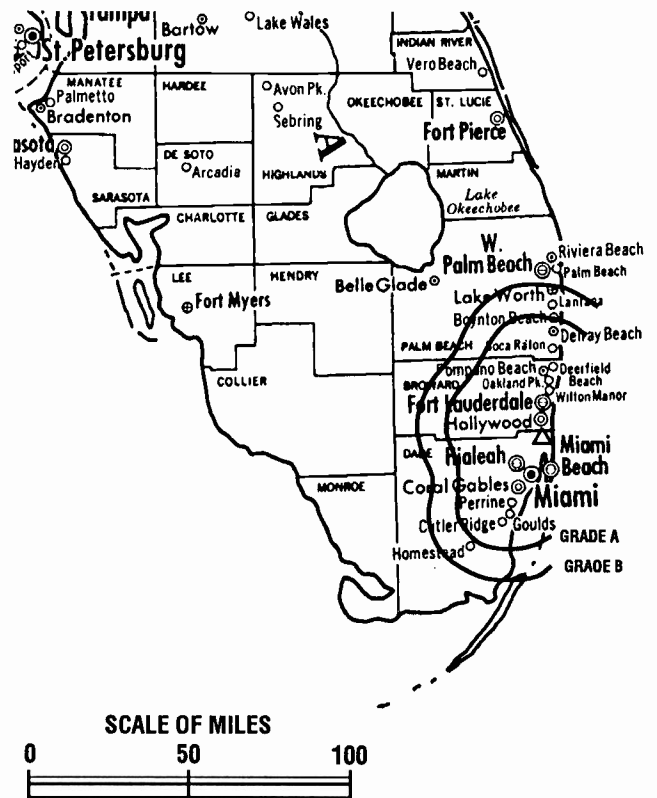 Tampa
Bartow
Lake Wales
St. Petersburg
INDIAN RIVER
Vero Beach
MANATEE
HARDEE
Avon Pk.
OKEECHOBEE
ST. LUCIE
Palmetto
Bradenton
Sebring
Fort Pierce
asota
Hayden
DE SOTO
Arcadia
HIGHLANDS
MARTIN
SARASOTA
Lake
Okeechobee
CHARLOTTE
GLADES
W.
Palm Beach
Riviera Beach
Palm Beach
LEE
HENDRY
Belle Glade
Lake Worth
Lantana
Fort Myers
Boynton Beach
Delray Beach
PALM BEACH
Boca Raton
COLLIER
Pompano Beach
Deerfield
Beach
BROWARD
Oakland Pk.
Wilton Manor
Fort Lauderdale
Hollywood
DADE
Hialeah
Miami
Beach
MONROE
Coral Gables
Miami
Perrine
Cutler Ridge
Goulds
GRADE A
Homestead
GRADE B
SCALE OF MILES
0 50 100